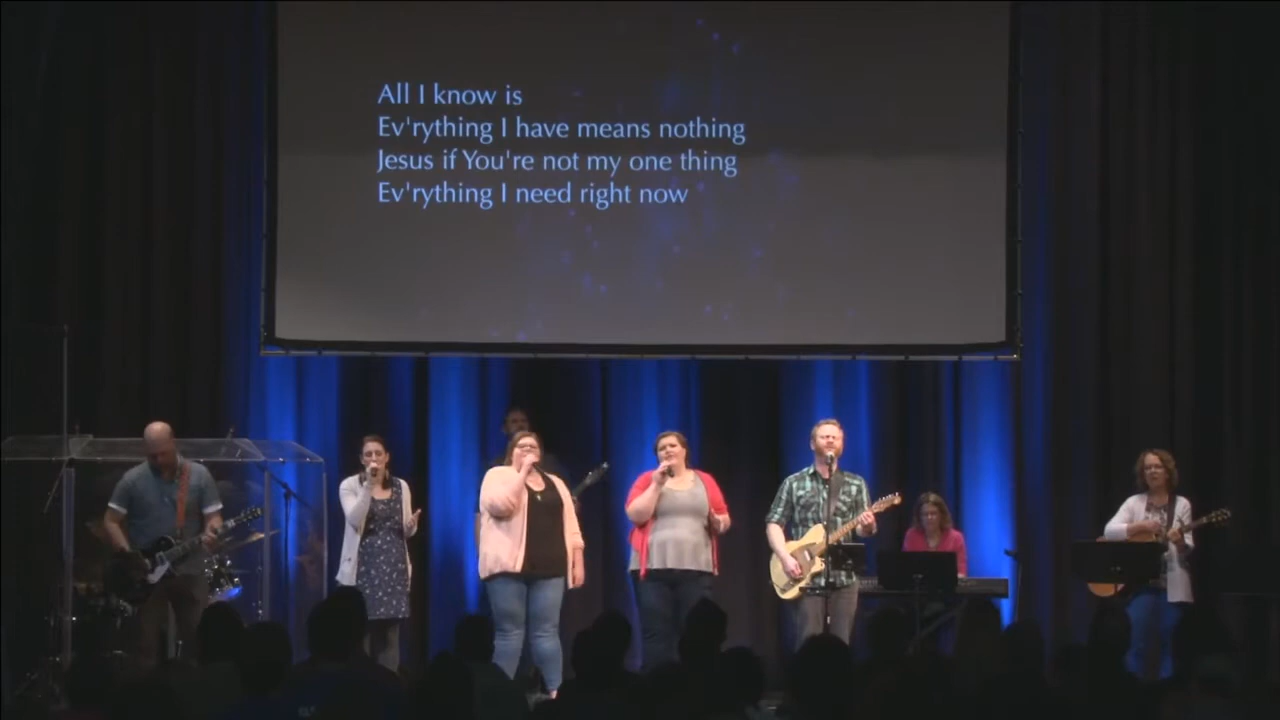 All I know is
Ev'rything I have means nothing
Jesus if You're not my one thing
Ev'rything I need right now